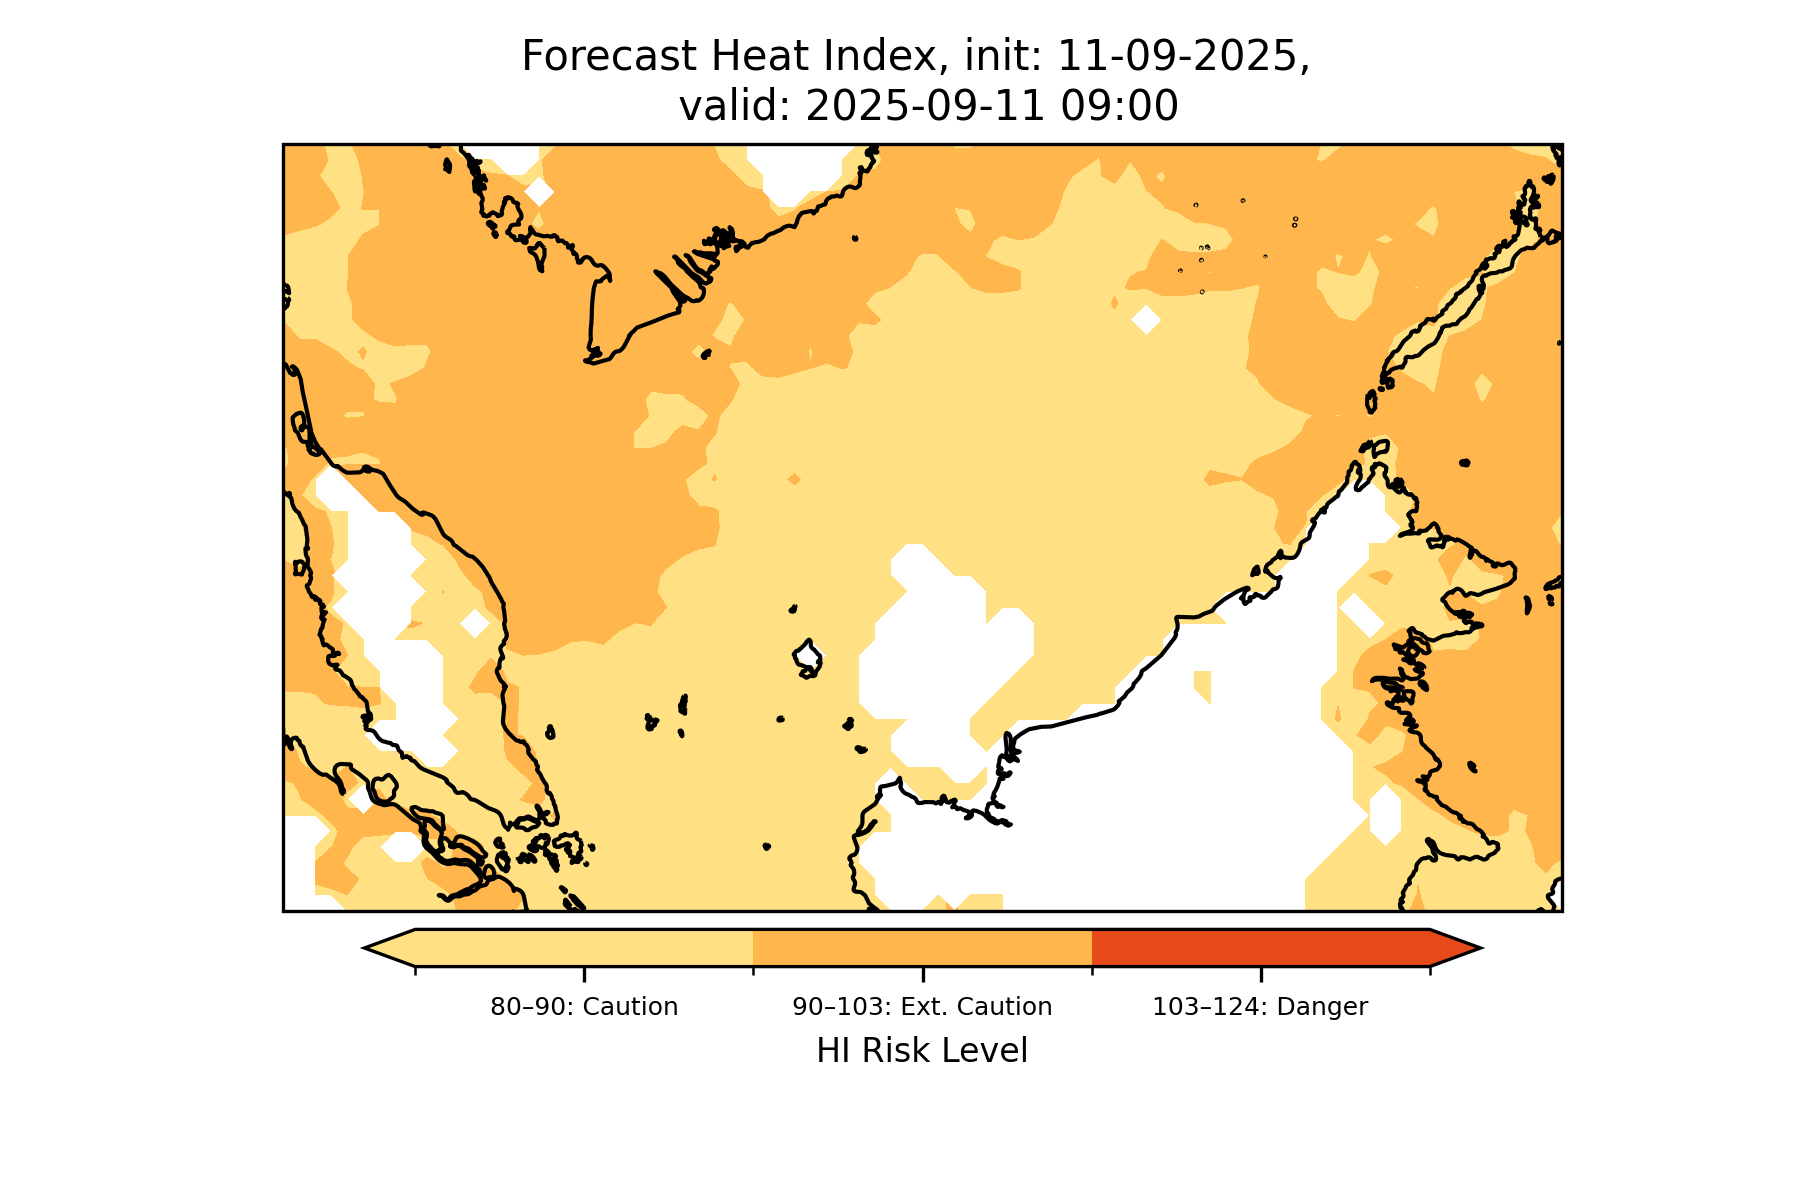 Forecast Heat Index, init: 11-09-2025,
valid: 2025-09-11 09:00
80–90: Caution
90–103: Ext. Caution
103–124: Danger
HI Risk Level